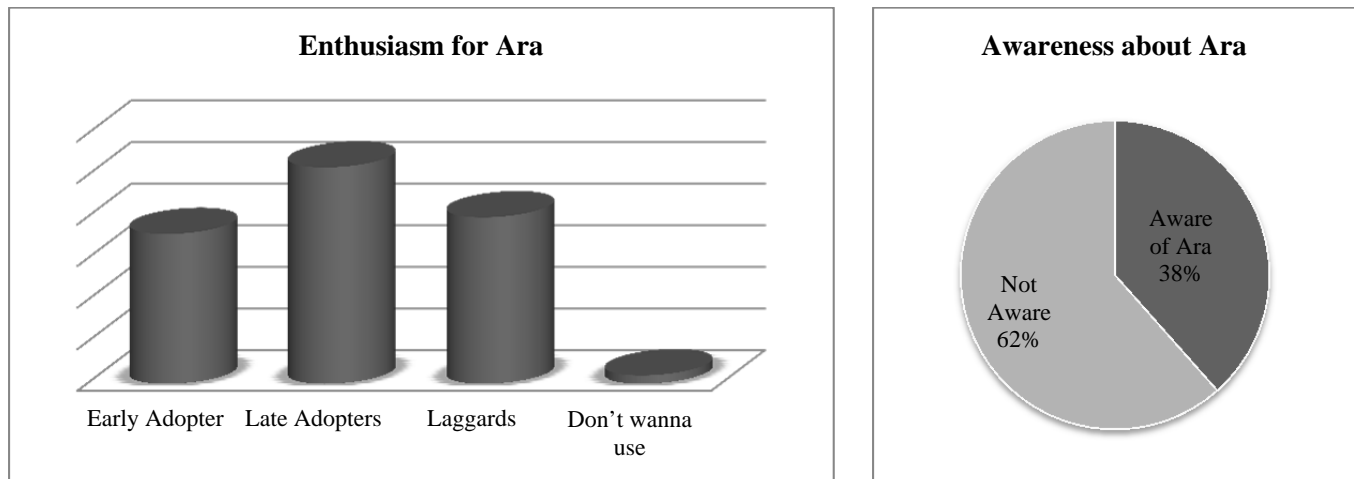 Enthusiasm for Ara
Early Adopter
Late Adopters
Laggards
Don’t wanna
use
Awareness about Ara
Aware
of Ara
38%
Not
Aware
62%